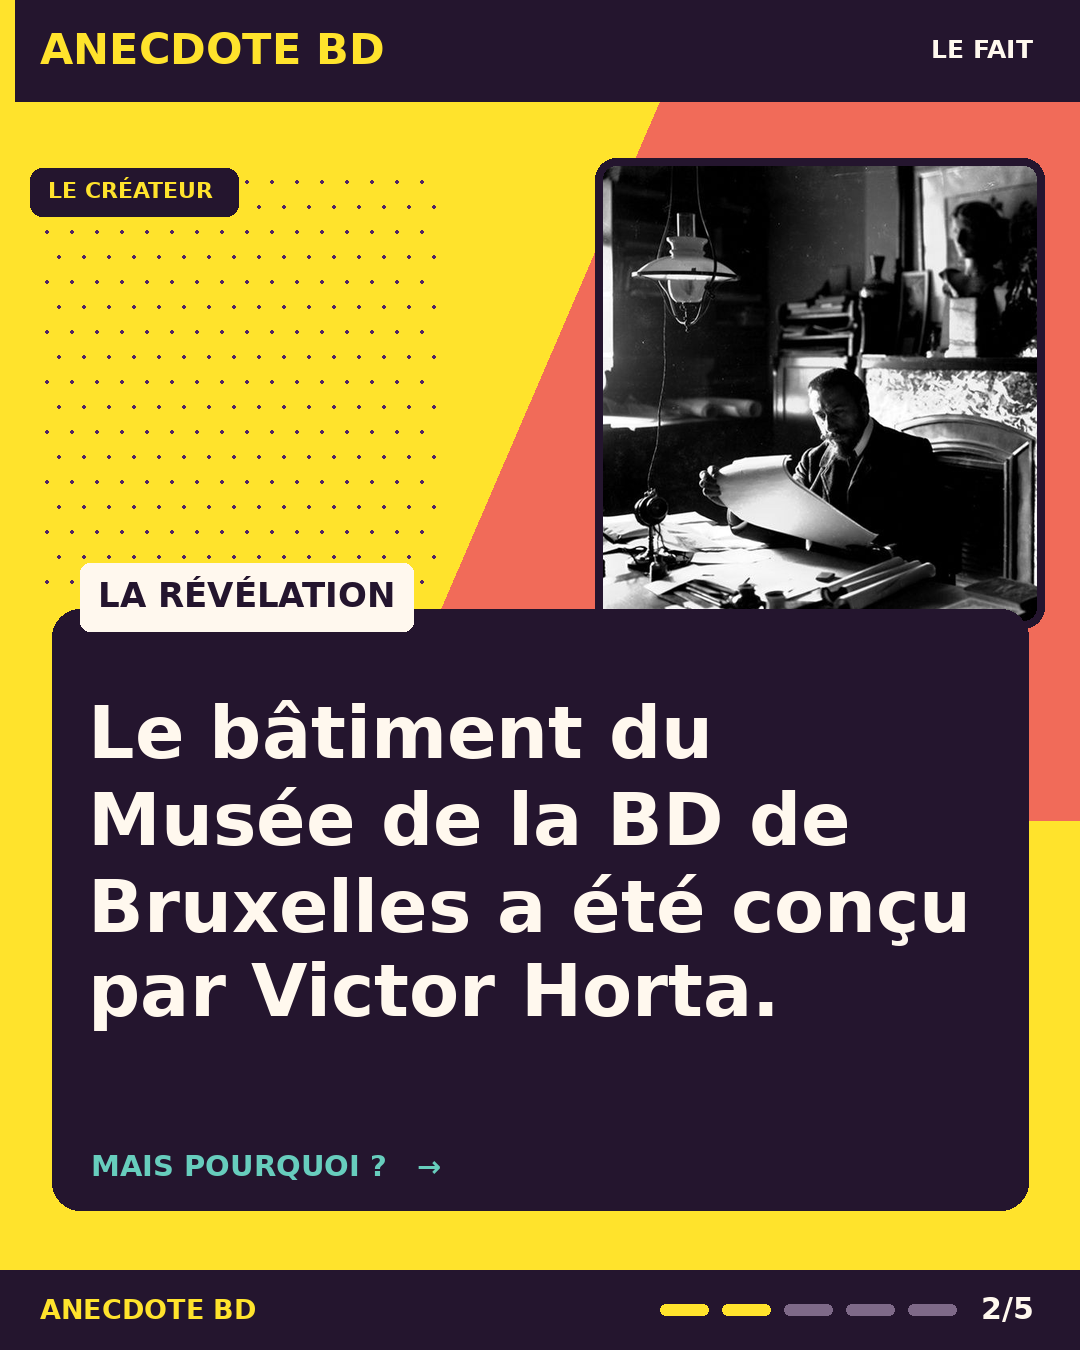 ANECDOTE BD
LE FAIT
LE CRÉATEUR
LA RÉVÉLATION
Le bâtiment du
Musée de la BD de
Bruxelles a été conçu
par Victor Horta.
MAIS POURQUOI ? →
ANECDOTE BD
2/5